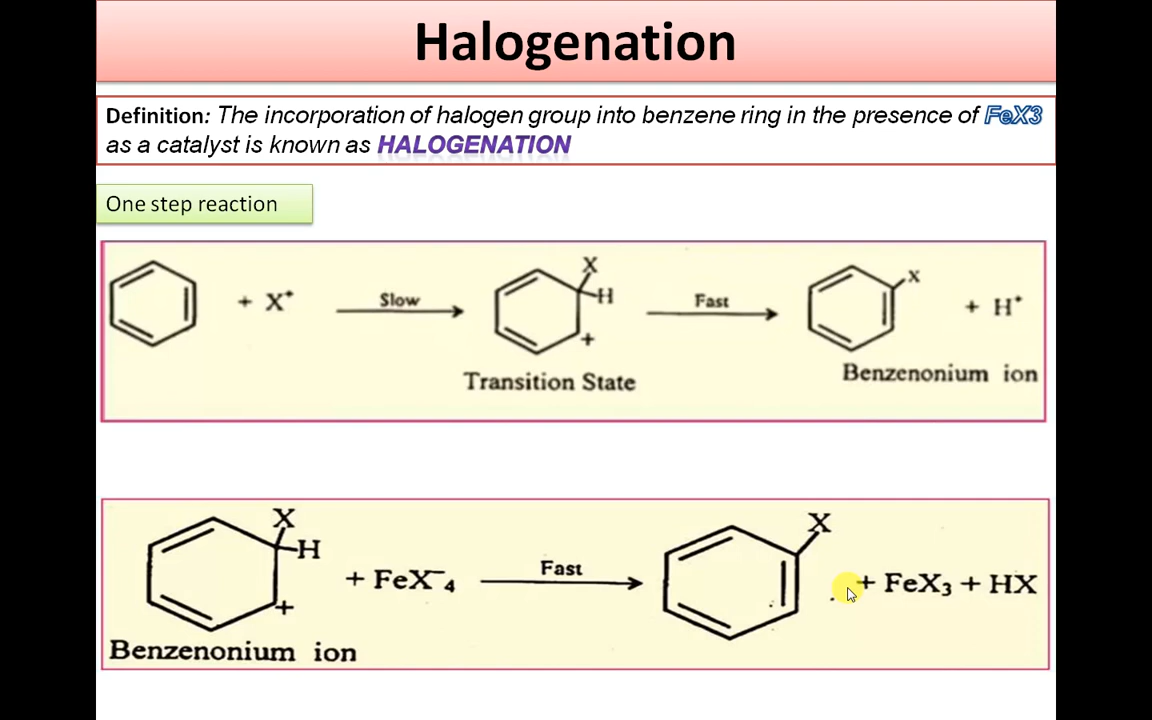 Halogenation
Definition: The incorporation of halogen group into benzene ring in the presence of FeX3
as a catalyst is known as HALOGENATION
One step reaction
+ X⁺ Slow X H + Fast X + H⁺
Transition State
Benzenonium ion
X H + + FeX⁻₄ Fast X + FeX₃ + HX
Benzenonium ion